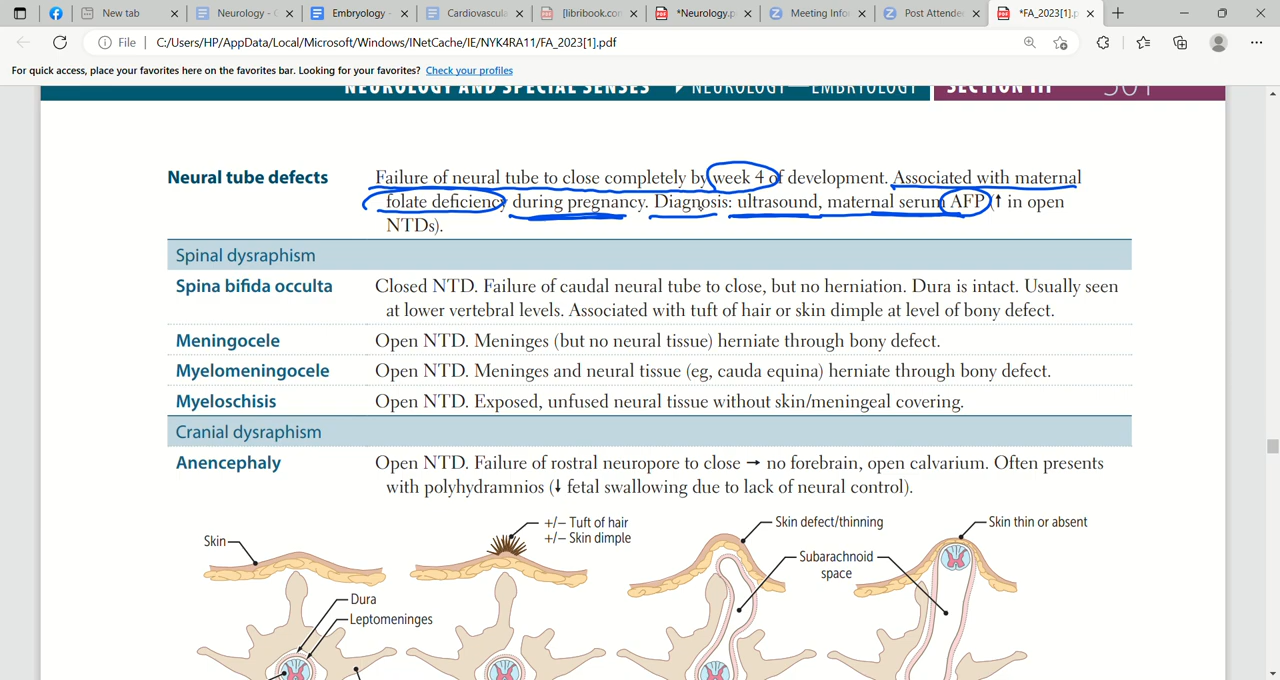 New tab
Neurology - G
Embryology -
Cardiovascula
[libribook.con
*Neurology.p
Meeting Info
Post Attende
*FA_2023[1].p
File
C:/Users/HP/AppData/Local/Microsoft/Windows/INetCache/IE/NYK4RA11/FA_2023[1].pdf
For quick access, place your favorites here on the favorites bar. Looking for your favorites? Check your profiles
NEUROLOGY AND SPECIAL SENSES ▶ NEUROLOGY—EMBRYOLOGY SECTION III 501
Neural tube defects Failure of neural tube to close completely by week 4 of development. Associated with maternal
folate deficiency during pregnancy. Diagnosis: ultrasound, maternal serum AFP (↑ in open
NTDs).
Spinal dysraphism
Spina bifida occulta Closed NTD. Failure of caudal neural tube to close, but no herniation. Dura is intact. Usually seen
at lower vertebral levels. Associated with tuft of hair or skin dimple at level of bony defect.
Meningocele Open NTD. Meninges (but no neural tissue) herniate through bony defect.
Myelomeningocele Open NTD. Meninges and neural tissue (eg, cauda equina) herniate through bony defect.
Myeloschisis Open NTD. Exposed, unfused neural tissue without skin/meningeal covering.
Cranial dysraphism
Anencephaly Open NTD. Failure of rostral neuropore to close → no forebrain, open calvarium. Often presents
with polyhydramnios (↓ fetal swallowing due to lack of neural control).
Skin
+/− Tuft of hair
+/− Skin dimple
Skin defect/thinning
Skin thin or absent
Subarachnoid
space
Dura
Leptomeninges